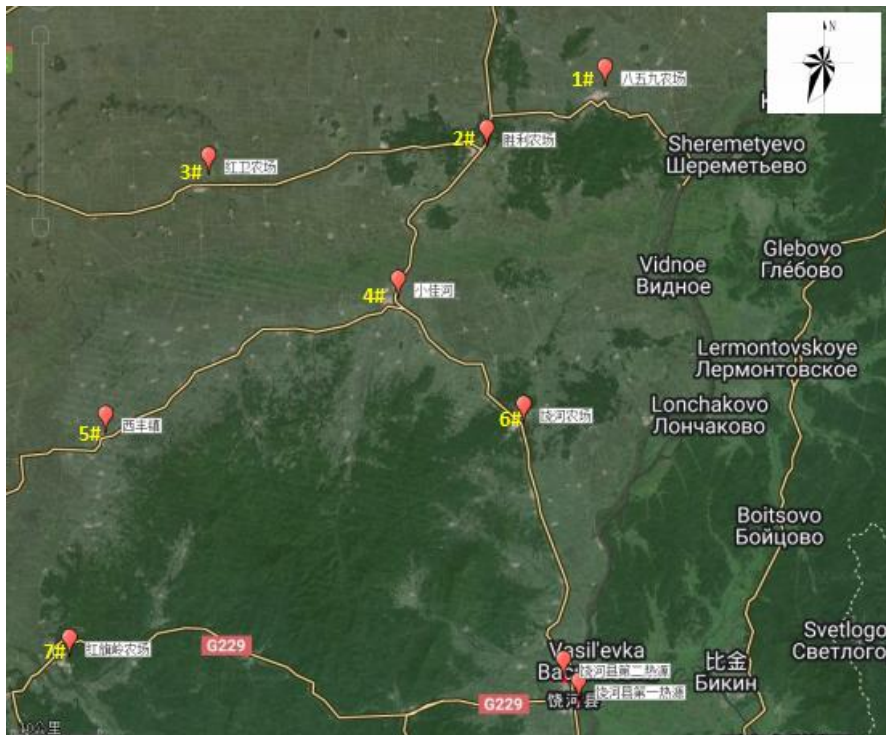 N
1#
八五九农场
2#
胜利农场
Sheremetyevo
Шереметьево
3#
红卫农场
Glebovo
Глебово
Vidnoe
Видное
4#
小佳河
Lermontovskoye
Лермонтовское
Lonchakovo
Лончаково
5#
西丰镇
6#
饶河农场
Boitsovo
Бойцово
Svetlogo
Светлого
7#
红旗岭农场
G229
Vasil'evka
Вас
饶河县第二热源
比金
Бикин
饶河县第一热源
饶河县
G229
公里